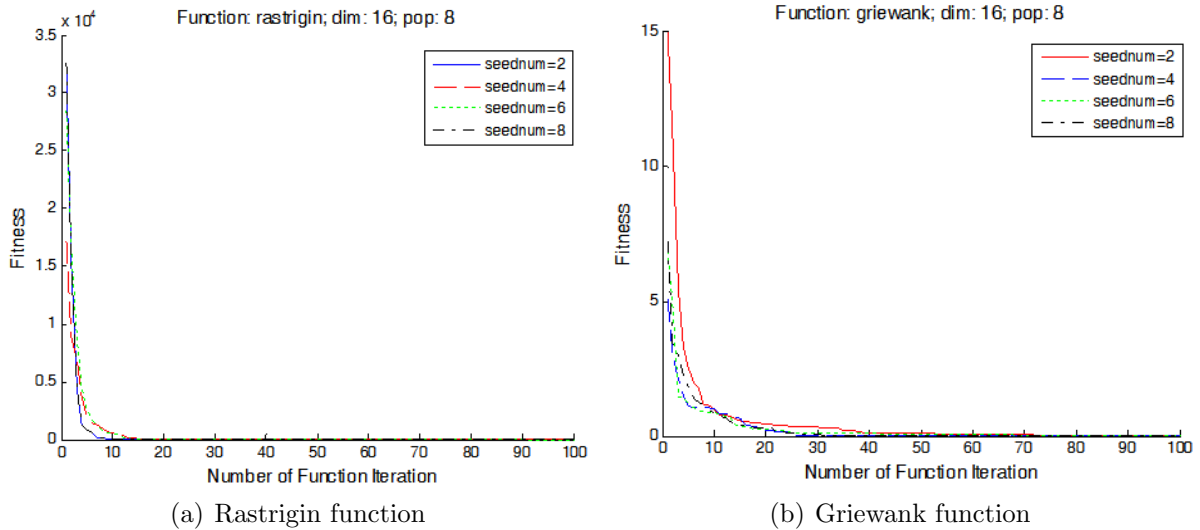 Function: rastrigin; dim: 16; pop: 8
x 10⁴
3.5
3
2.5
2
1.5
1
0.5
0
0
10
20
30
40
50
60
70
80
90
100
Fitness
Number of Function Iteration
seednum=2
seednum=4
seednum=6
seednum=8
(a) Rastrigin function
Function: griewank; dim: 16; pop: 8
15
10
5
0
0
10
20
30
40
50
60
70
80
90
100
Fitness
Number of Function Iteration
seednum=2
seednum=4
seednum=6
seednum=8
(b) Griewank function